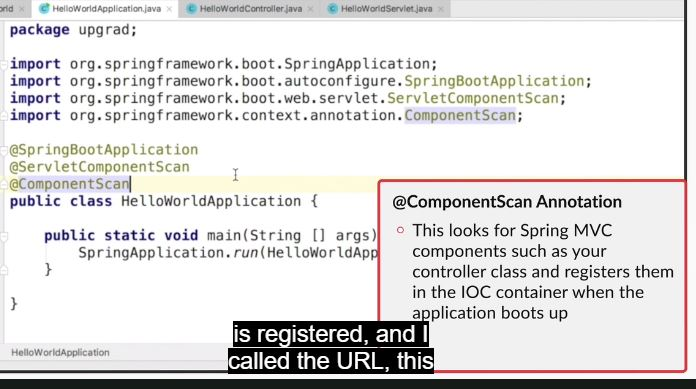 orld HelloWorldApplication.java HelloWorldController.java HelloWorldServlet.java
package upgrad;
import org.springframework.boot.SpringApplication;
import org.springframework.boot.autoconfigure.SpringBootApplication;
import org.springframework.boot.web.servlet.ServletComponentScan;
import org.springframework.context.annotation.ComponentScan;
@SpringBootApplication
@ServletComponentScan
@ComponentScan
public class HelloWorldApplication {
public static void main(String [] args)
SpringApplication.run(HelloWorldApp
}
}
@ComponentScan Annotation
This looks for Spring MVC
components such as your
controller class and registers them
in the IOC container when the
application boots up
HelloWorldApplication
is registered, and I
called the URL, this